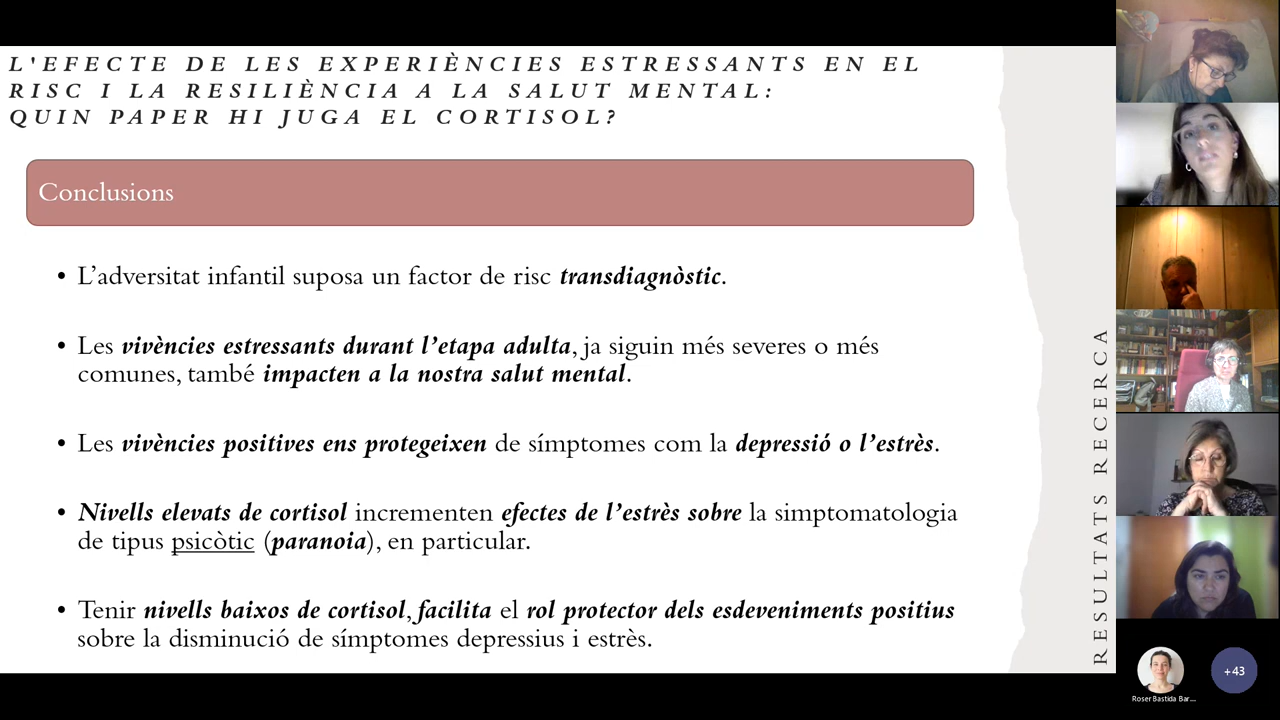 L'EFECTE DE LES EXPERIÈNCIES ESTRESSANTS EN EL
RISC I LA RESILIÈNCIA A LA SALUT MENTAL:
QUIN PAPER HI JUGA EL CORTISOL?
Conclusions
• L’adversitat infantil suposa un factor de risc transdiagnòstic.
• Les vivències estressants durant l’etapa adulta, ja siguin més severes o més
comunes, també impacten a la nostra salut mental.
• Les vivències positives ens protegeixen de símptomes com la depressió o l’estrès.
• Nivells elevats de cortisol incrementen efectes de l’estrès sobre la simptomatologia
de tipus psicòtic (paranoia), en particular.
• Tenir nivells baixos de cortisol, facilita el rol protector dels esdeveniments positius
sobre la disminució de símptomes depressius i estrès.
RESULTATS RECERCA
Roser Bastida Bar...
+43